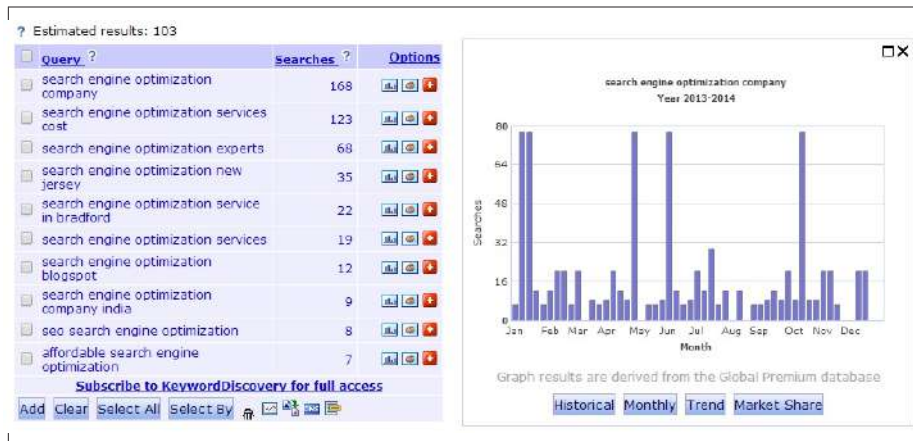 ? Estimated results: 103
Query ? Searches ? Options
search engine optimization
company 168
search engine optimization services
cost 123
search engine optimization experts 68
search engine optimization new
jersey 35
search engine optimization service
in bradford 22
search engine optimization services 19
search engine optimization
blogspot 12
search engine optimization
company india 9
seo search engine optimization 8
affordable search engine
optimization 7
Subscribe to KeywordDiscovery for full access
Add Clear Select All Select By
search engine optimization company
Year 2013-2014
80
64
48
32
16
0
Searches
Jan Feb Mar Apr May Jun Jul Aug Sep Oct Nov Dec
Month
Graph results are derived from the Global Premium database
Historical Monthly Trend Market Share